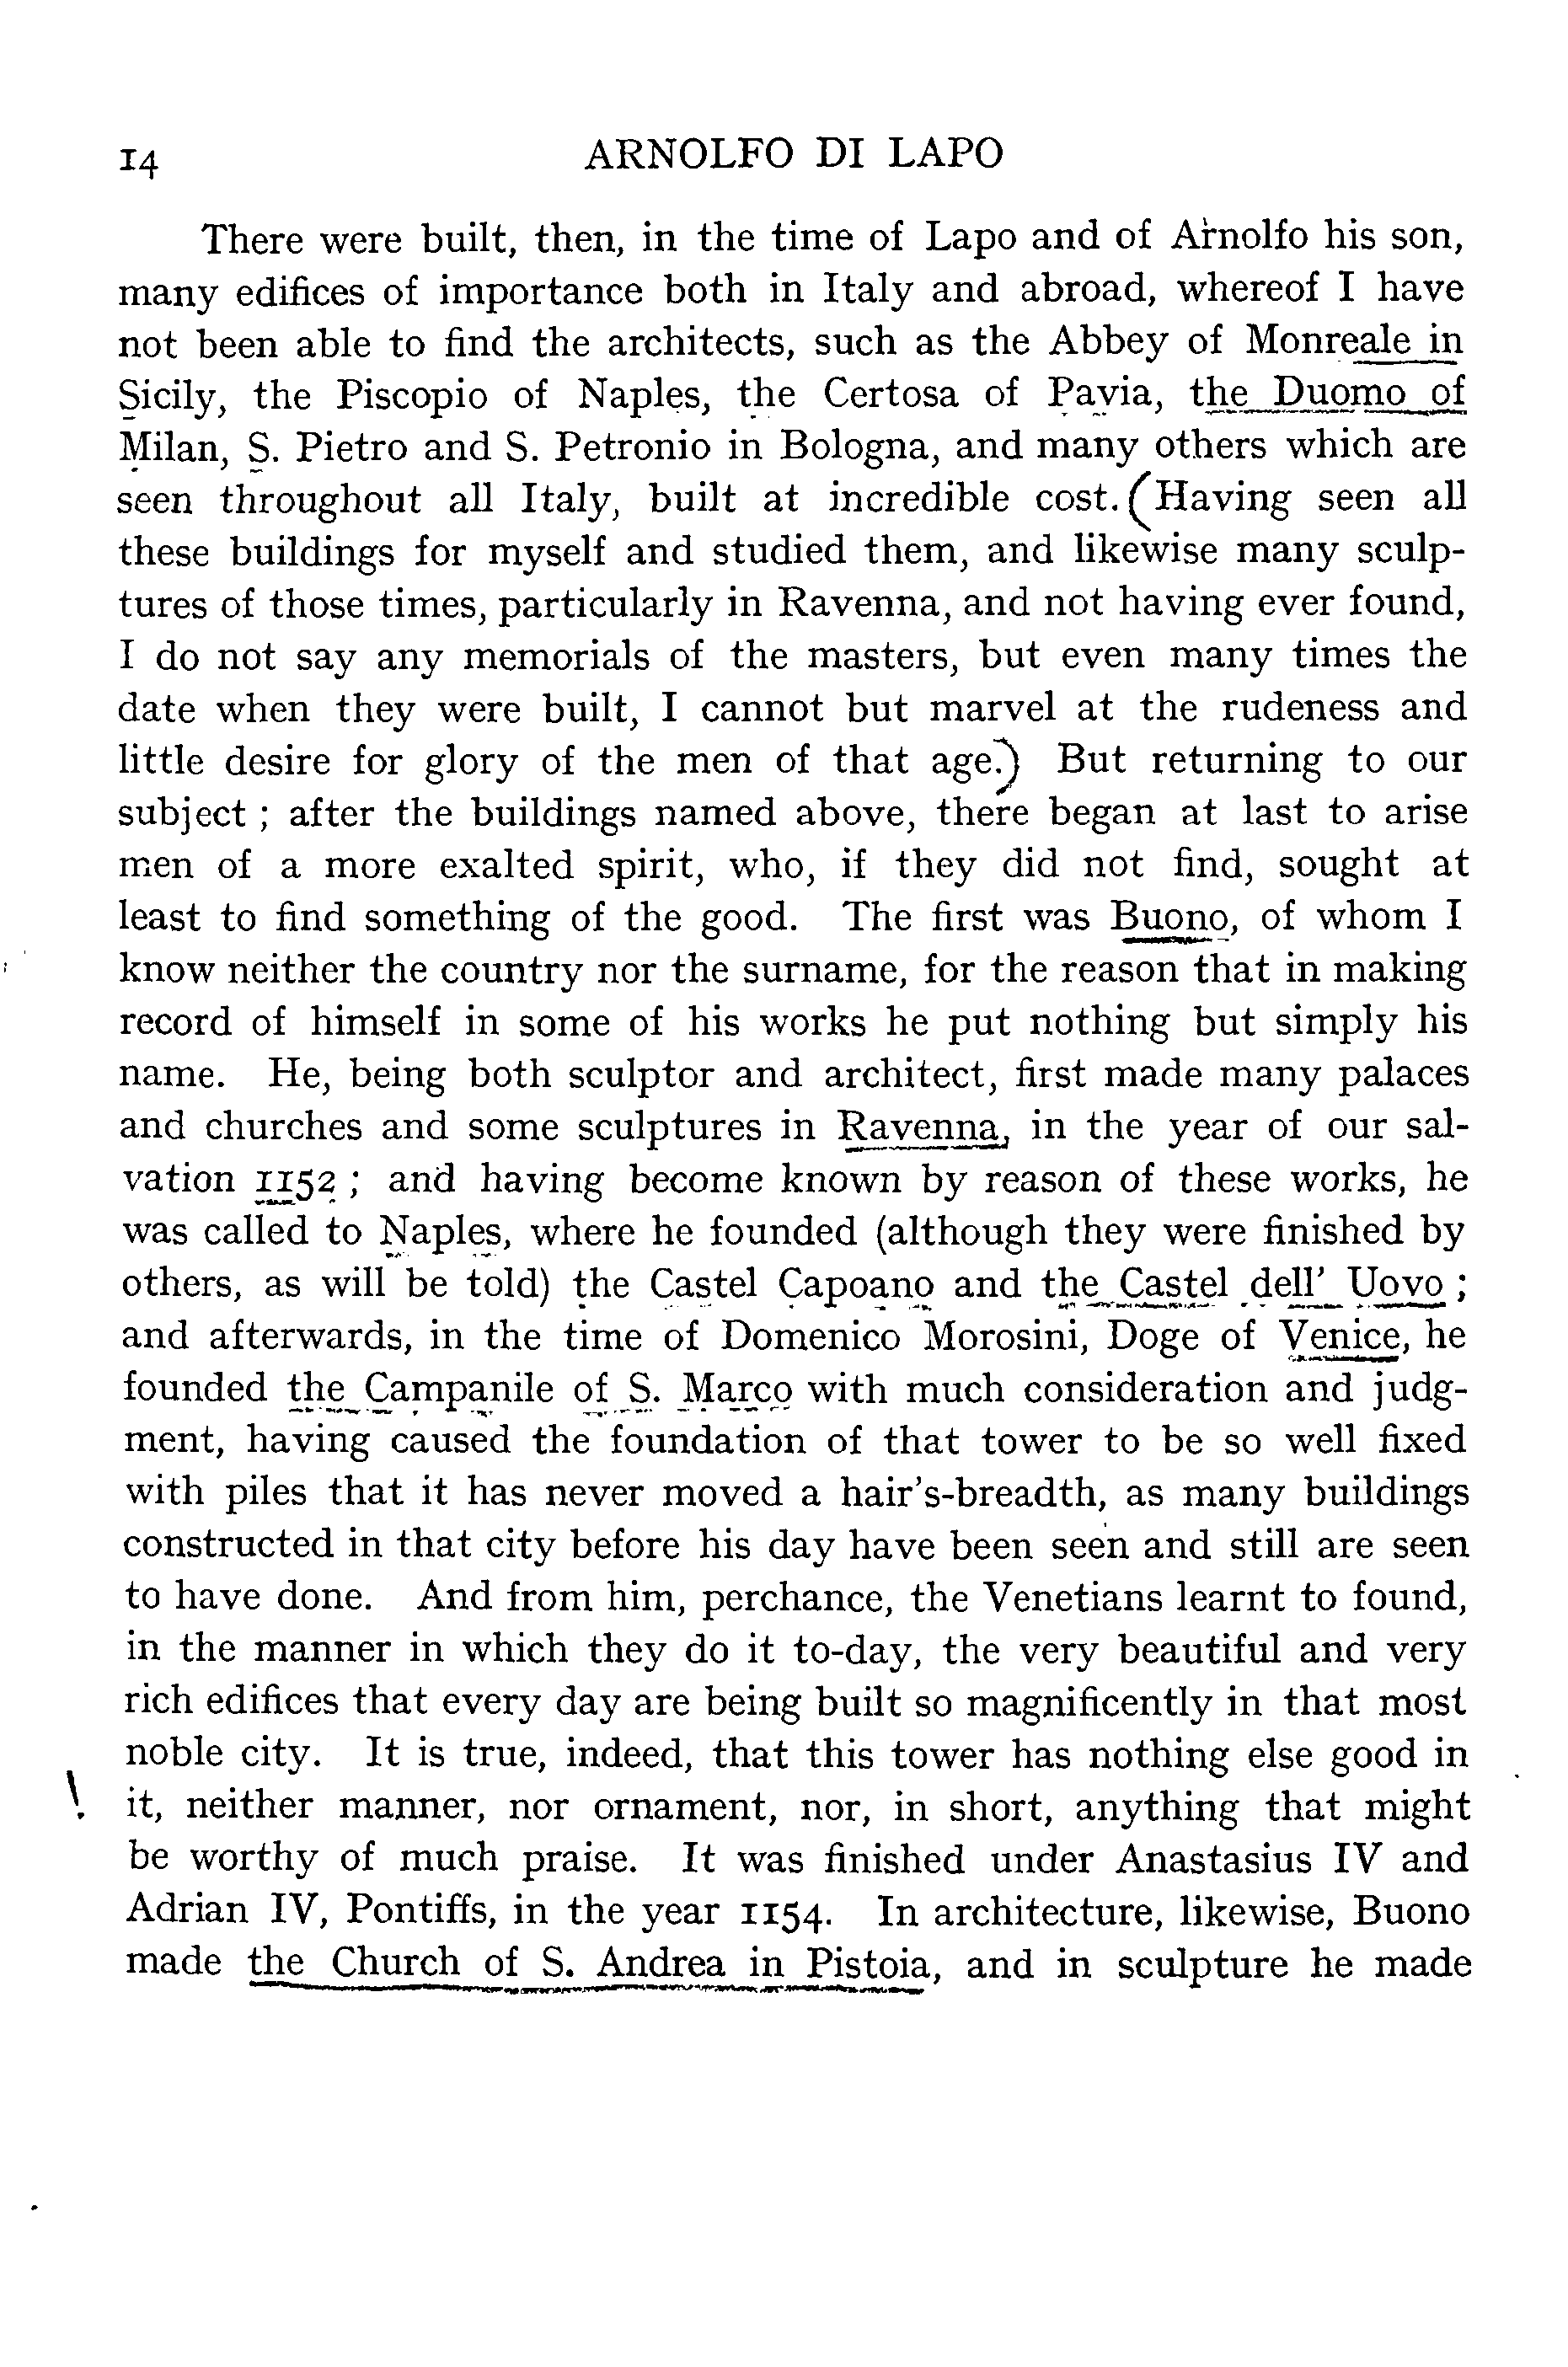 14 ARNOLFO DI LAPO
There were built, then, in the time of Lapo and of Arnolfo his son,
many edifices of importance both in Italy and abroad, whereof I have
not been able to find the architects, such as the Abbey of Monreale in
Sicily, the Piscopio of Naples, the Certosa of Pavia, the Duomo of
Milan, S. Pietro and S. Petronio in Bologna, and many others which are
seen throughout all Italy, built at incredible cost. (Having seen all
these buildings for myself and studied them, and likewise many sculp-
tures of those times, particularly in Ravenna, and not having ever found,
I do not say any memorials of the masters, but even many times the
date when they were built, I cannot but marvel at the rudeness and
little desire for glory of the men of that age.) But returning to our
subject ; after the buildings named above, there began at last to arise
men of a more exalted spirit, who, if they did not find, sought at
least to find something of the good. The first was Buono, of whom I
know neither the country nor the surname, for the reason that in making
record of himself in some of his works he put nothing but simply his
name. He, being both sculptor and architect, first made many palaces
and churches and some sculptures in Ravenna, in the year of our sal-
vation 1152 ; and having become known by reason of these works, he
was called to Naples, where he founded (although they were finished by
others, as will be told) the Castel Capoano and the Castel dell' Uovo ;
and afterwards, in the time of Domenico Morosini, Doge of Venice, he
founded the Campanile of S. Marco with much consideration and judg-
ment, having caused the foundation of that tower to be so well fixed
with piles that it has never moved a hair's-breadth, as many buildings
constructed in that city before his day have been seen and still are seen
to have done. And from him, perchance, the Venetians learnt to found,
in the manner in which they do it to-day, the very beautiful and very
rich edifices that every day are being built so magnificently in that most
noble city. It is true, indeed, that this tower has nothing else good in
it, neither manner, nor ornament, nor, in short, anything that might
be worthy of much praise. It was finished under Anastasius IV and
Adrian IV, Pontiffs, in the year 1154. In architecture, likewise, Buono
made the Church of S. Andrea in Pistoia, and in sculpture he made